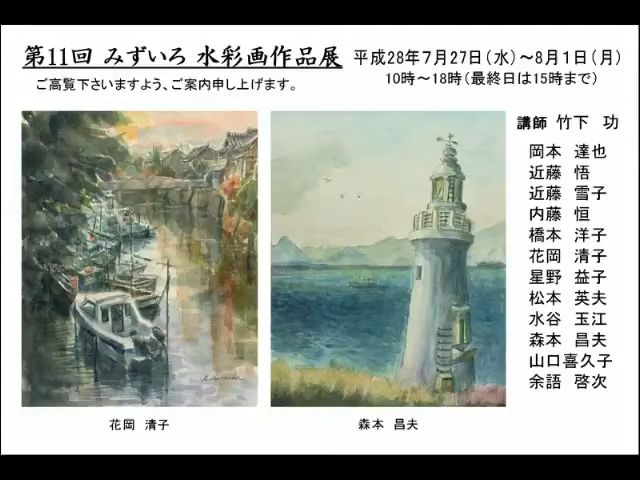 第11回 みずいろ 水彩画作品展 平成28年7月27日(水)～8月1日(月)
10時～18時(最終日は15時まで)
ご高覧下さいますよう、ご案内申し上げます。
講師 竹下 功
岡本 達也
近藤 悟
近藤 雪子
内藤 恒
橋本 洋子
花岡 清子
星野 益子
松本 英夫
水谷 玉江
森本 昌夫
山口喜久子
余語 啓次
花岡 清子
森本 昌夫